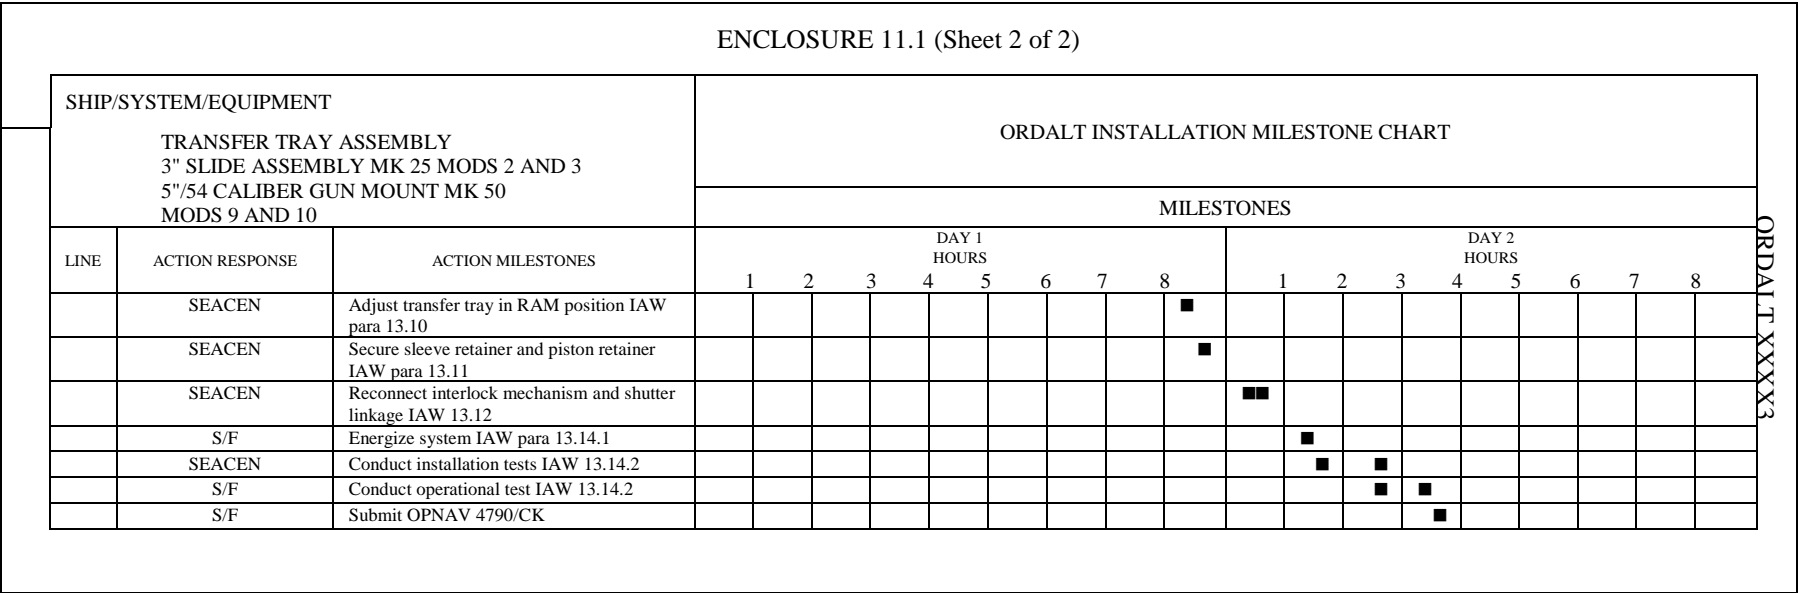 ENCLOSURE 11.1 (Sheet 2 of 2)
SHIP/SYSTEM/EQUIPMENT
TRANSFER TRAY ASSEMBLY
3" SLIDE ASSEMBLY MK 25 MODS 2 AND 3
5"/54 CALIBER GUN MOUNT MK 50
MODS 9 AND 10
ORDALT INSTALLATION MILESTONE CHART
MILESTONES
LINE
ACTION RESPONSE
ACTION MILESTONES
DAY 1
HOURS
1 2 3 4 5 6 7 8
DAY 2
HOURS
1 2 3 4 5 6 7 8
SEACEN
Adjust transfer tray in RAM position IAW
para 13.10
SEACEN
Secure sleeve retainer and piston retainer
IAW para 13.11
SEACEN
Reconnect interlock mechanism and shutter
linkage IAW 13.12
S/F
Energize system IAW para 13.14.1
SEACEN
Conduct installation tests IAW 13.14.2
S/F
Conduct operational test IAW 13.14.2
S/F
Submit OPNAV 4790/CK
ORDALT XXXX3